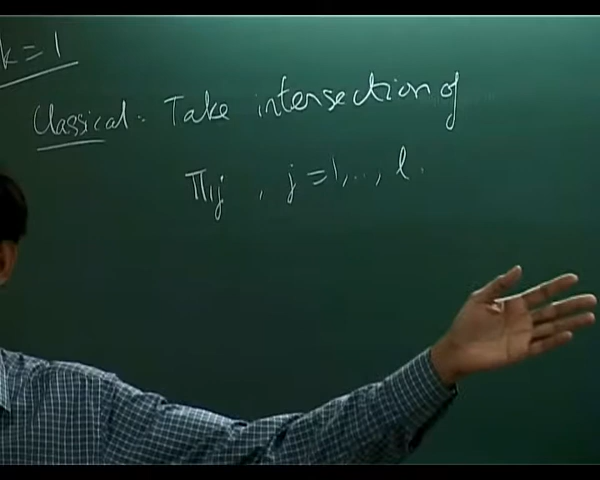 k=1
Classical: Take intersection of
π₁j , j=1,.., l.